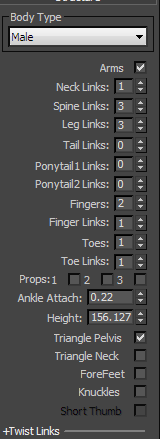 Body Type
Male
Arms
Neck Links: 1
Spine Links: 3
Leg Links: 3
Tail Links: 0
Ponytail1 Links: 0
Ponytail2 Links: 0
Fingers: 2
Finger Links: 1
Toes: 1
Toe Links: 1
Props: 1 2 3
Ankle Attach: 0.22
Height: 156.127
Triangle Pelvis
Triangle Neck
ForeFeet
Knuckles
Short Thumb
+Twist Links